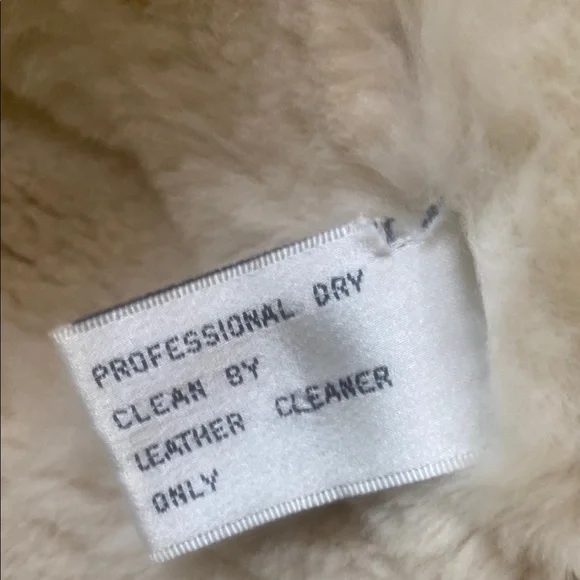 PROFESSIONAL DRY
CLEAN BY
LEATHER CLEANER
ONLY